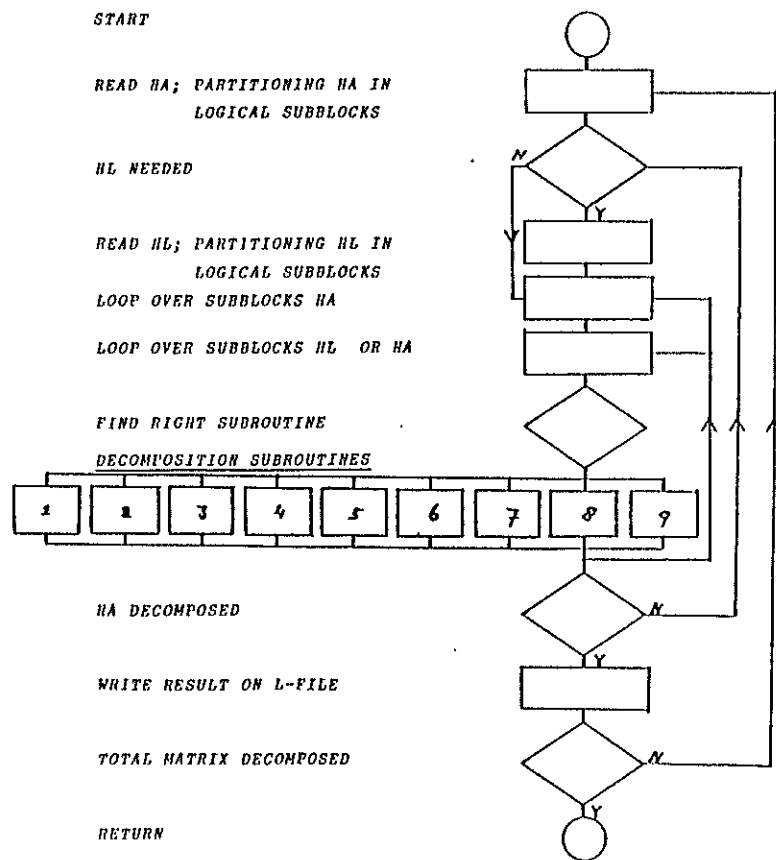 START
READ HA; PARTITIONING HA IN
LOGICAL SUBBLOCKS
HL NEEDED
N
Y
READ HL; PARTITIONING HL IN
LOGICAL SUBBLOCKS
LOOP OVER SUBBLOCKS HA
LOOP OVER SUBBLOCKS HL OR HA
FIND RIGHT SUBROUTINE
DECOMPOSITION SUBROUTINES
1 2 3 4 5 6 7 8 9
HA DECOMPOSED
N
Y
WRITE RESULT ON L-FILE
TOTAL MATRIX DECOMPOSED
N
Y
RETURN